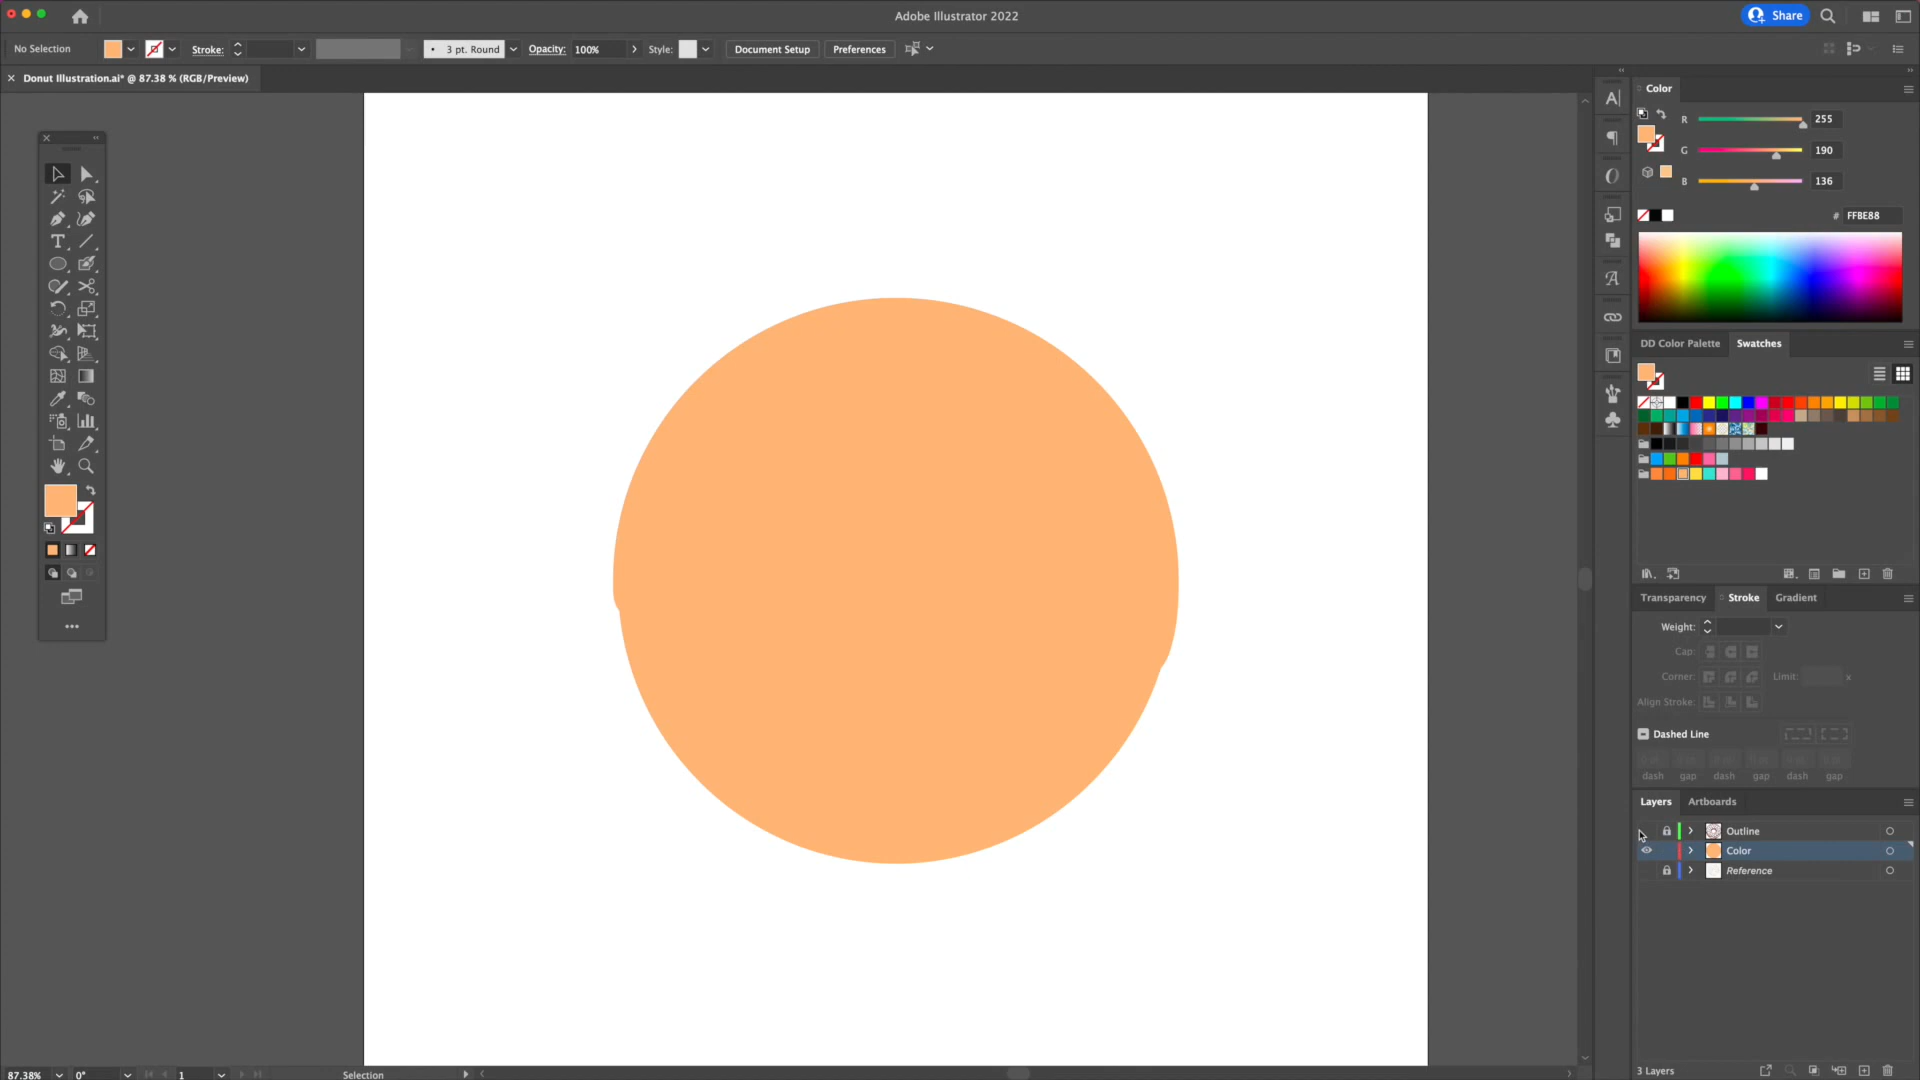 Adobe Illustrator 2022
Share
No Selection
Stroke:
3 pt. Round
Opacity:
100%
Style:
Document Setup
Preferences
Donut Illustration.ai* @ 87.38 % (RGB/Preview)
Color
R
255
G
190
B
136
#
FFBE88
DD Color Palette
Swatches
Transparency
Stroke
Gradient
Weight:
Cap:
Corner:
Limit:
x
Align Stroke:
Dashed Line
dash
gap
dash
gap
dash
gap
Layers
Artboards
Outline
Color
Reference
87.38%
0°
1
Selection
3 Layers